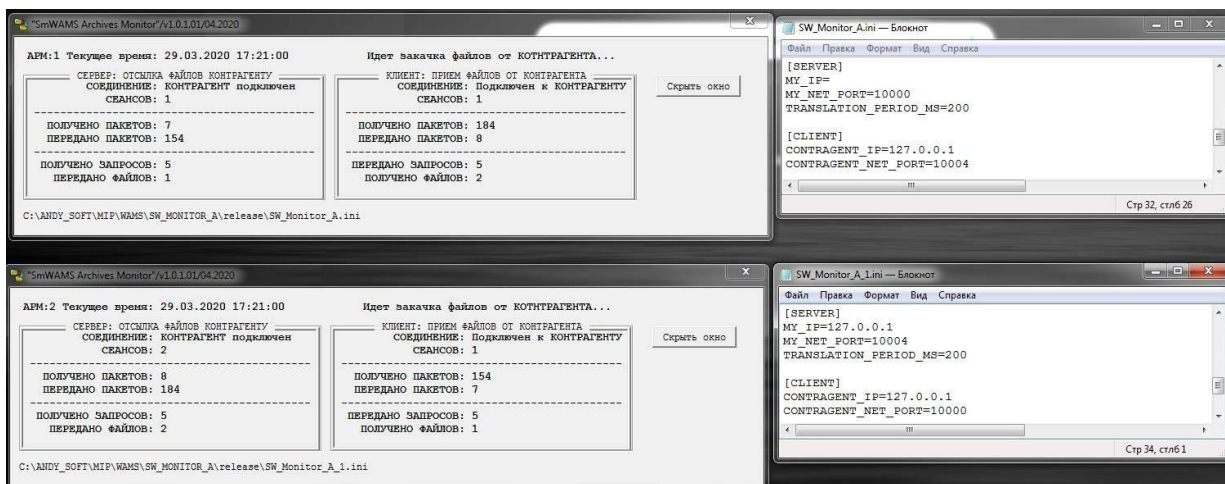 "SmWAMS Archives Monitor"/v1.0.1.01/04.2020
АРМ:1 Текущее время: 29.03.2020 17:21:00
Идет закачка файлов от КОТНТРАГЕНТА...
СЕРВЕР: ОТСЫЛКА ФАЙЛОВ КОНТРАГЕНТУ
СОЕДИНЕНИЕ: КОНТРАГЕНТ подключен
СЕАНСОВ: 1
ПОЛУЧЕНО ПАКЕТОВ: 7
ПЕРЕДАНО ПАКЕТОВ: 154
ПОЛУЧЕНО ЗАПРОСОВ: 5
ПЕРЕДАНО ФАЙЛОВ: 1
КЛИЕНТ: ПРИЕМ ФАЙЛОВ ОТ КОНТРАГЕНТА
СОЕДИНЕНИЕ: Подключен к КОНТРАГЕНТУ
СЕАНСОВ: 1
ПОЛУЧЕНО ПАКЕТОВ: 184
ПЕРЕДАНО ПАКЕТОВ: 8
ПЕРЕДАНО ЗАПРОСОВ: 5
ПОЛУЧЕНО ФАЙЛОВ: 2
Скрыть окно
C:\ANDY_SOFT\MIP\WAMS\SW_MONITOR_A\release\SW_Monitor_A.ini
SW_Monitor_A.ini — Блокнот
Файл Правка Формат Вид Справка
[SERVER]
MY_IP=
MY_NET_PORT=10000
TRANSLATION_PERIOD_MS=200
[CLIENT]
CONTRAGENT_IP=127.0.0.1
CONTRAGENT_NET_PORT=10004
Стр 32, стлб 26
"SmWAMS Archives Monitor"/v1.0.1.01/04.2020
АРМ:2 Текущее время: 29.03.2020 17:21:00
Идет закачка файлов от КОТНТРАГЕНТА...
СЕРВЕР: ОТСЫЛКА ФАЙЛОВ КОНТРАГЕНТУ
СОЕДИНЕНИЕ: КОНТРАГЕНТ подключен
СЕАНСОВ: 2
ПОЛУЧЕНО ПАКЕТОВ: 8
ПЕРЕДАНО ПАКЕТОВ: 184
ПОЛУЧЕНО ЗАПРОСОВ: 5
ПЕРЕДАНО ФАЙЛОВ: 2
КЛИЕНТ: ПРИЕМ ФАЙЛОВ ОТ КОНТРАГЕНТА
СОЕДИНЕНИЕ: Подключен к КОНТРАГЕНТУ
СЕАНСОВ: 1
ПОЛУЧЕНО ПАКЕТОВ: 154
ПЕРЕДАНО ПАКЕТОВ: 7
ПЕРЕДАНО ЗАПРОСОВ: 5
ПОЛУЧЕНО ФАЙЛОВ: 1
Скрыть окно
C:\ANDY_SOFT\MIP\WAMS\SW_MONITOR_A\release\SW_Monitor_A_1.ini
SW_Monitor_A_1.ini — Блокнот
Файл Правка Формат Вид Справка
[SERVER]
MY_IP=127.0.0.1
MY_NET_PORT=10004
TRANSLATION_PERIOD_MS=200
[CLIENT]
CONTRAGENT_IP=127.0.0.1
CONTRAGENT_NET_PORT=10000
Стр 34, стлб 1